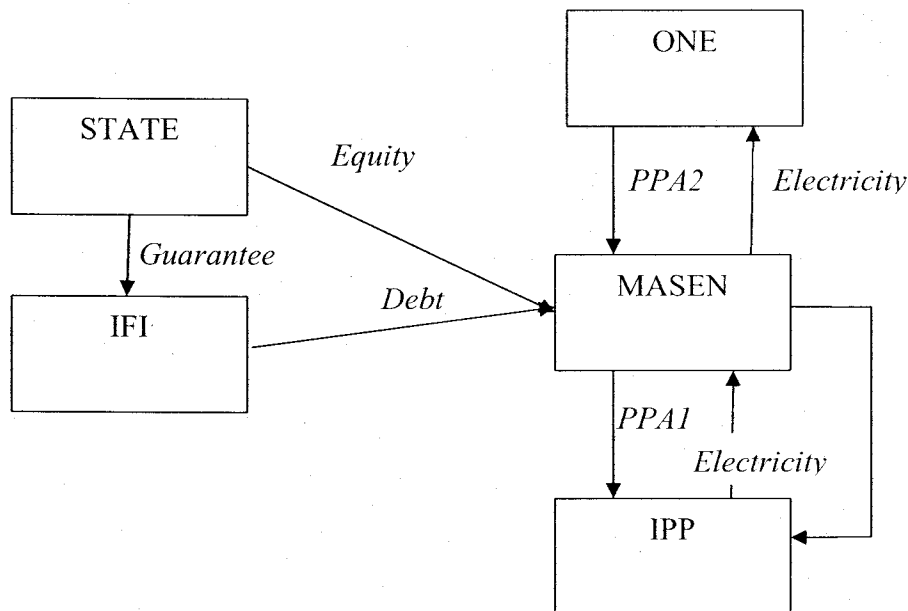 ONE
STATE
Equity
PPA2
Electricity
Guarantee
MASEN
Debt
IFI
PPA1
Electricity
IPP